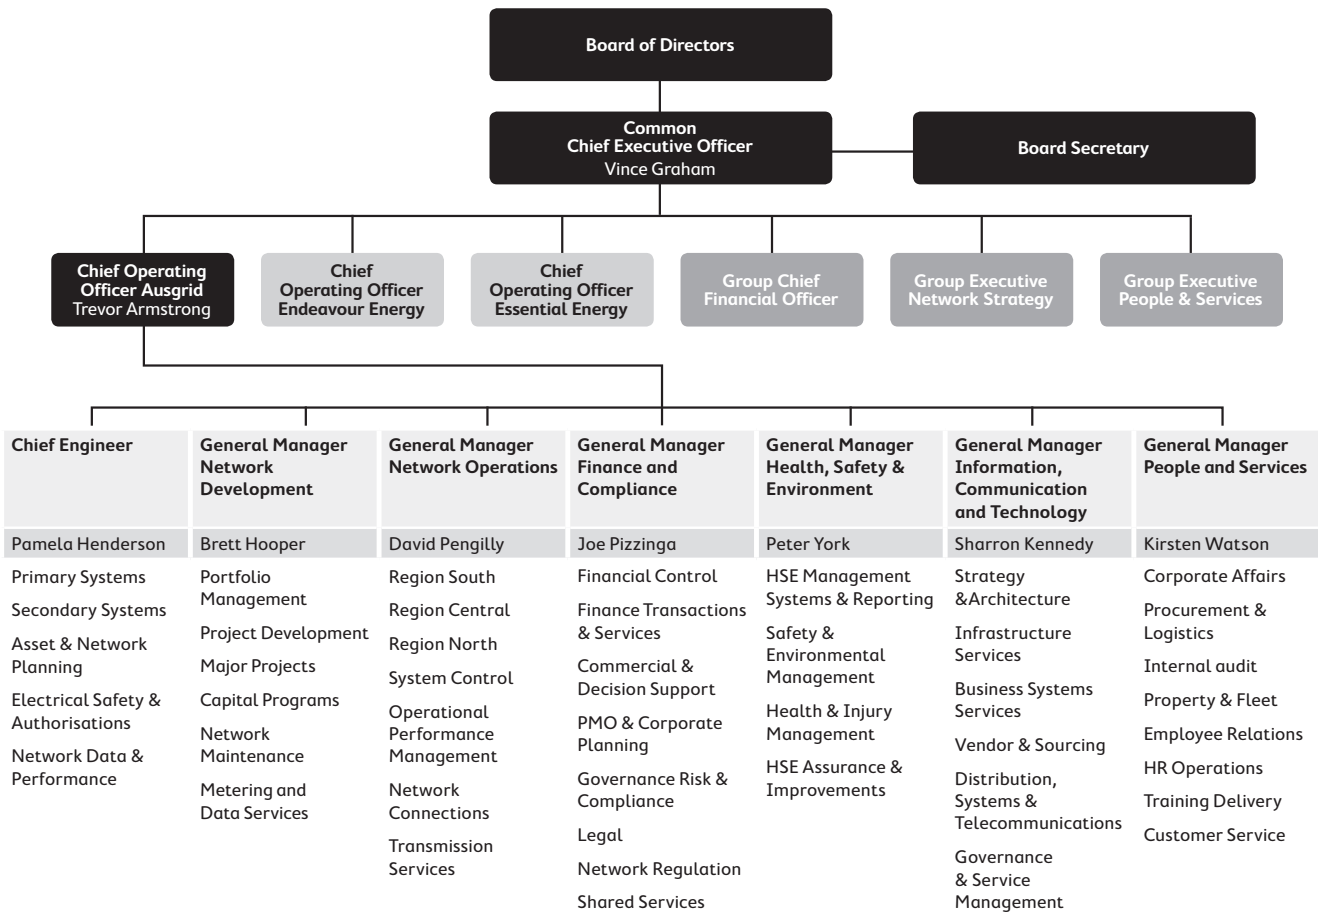 Board of Directors
Common
Chief Executive Officer
Vince Graham
Board Secretary
Chief Operating
Officer Ausgrid
Trevor Armstrong
Chief
Operating Officer
Endeavour Energy
Chief
Operating Officer
Essential Energy
Group Chief
Financial Officer
Group Executive
Network Strategy
Group Executive
People & Services
Chief Engineer
Pamela Henderson
Primary Systems
Secondary Systems
Asset & Network
Planning
Electrical Safety &
Authorisations
Network Data &
Performance
General Manager
Network
Development
Brett Hooper
Portfolio
Management
Project Development
Major Projects
Capital Programs
Network
Maintenance
Metering and
Data Services
General Manager
Network Operations
David Pengilly
Region South
Region Central
Region North
System Control
Operational
Performance
Management
Network
Connections
Transmission
Services
General Manager
Finance and
Compliance
Joe Pizzinga
Financial Control
Finance Transactions
& Services
Commercial &
Decision Support
PMO & Corporate
Planning
Governance Risk &
Compliance
Legal
Network Regulation
Shared Services
General Manager
Health, Safety &
Environment
Peter York
HSE Management
Systems & Reporting
Safety &
Environmental
Management
Health & Injury
Management
HSE Assurance &
Improvements
General Manager
Information,
Communication
and Technology
Sharron Kennedy
Strategy
&Architecture
Infrastructure
Services
Business Systems
Services
Vendor & Sourcing
Distribution,
Systems &
Telecommunications
Governance
& Service
Management
General Manager
People and Services
Kirsten Watson
Corporate Affairs
Procurement &
Logistics
Internal audit
Property & Fleet
Employee Relations
HR Operations
Training Delivery
Customer Service